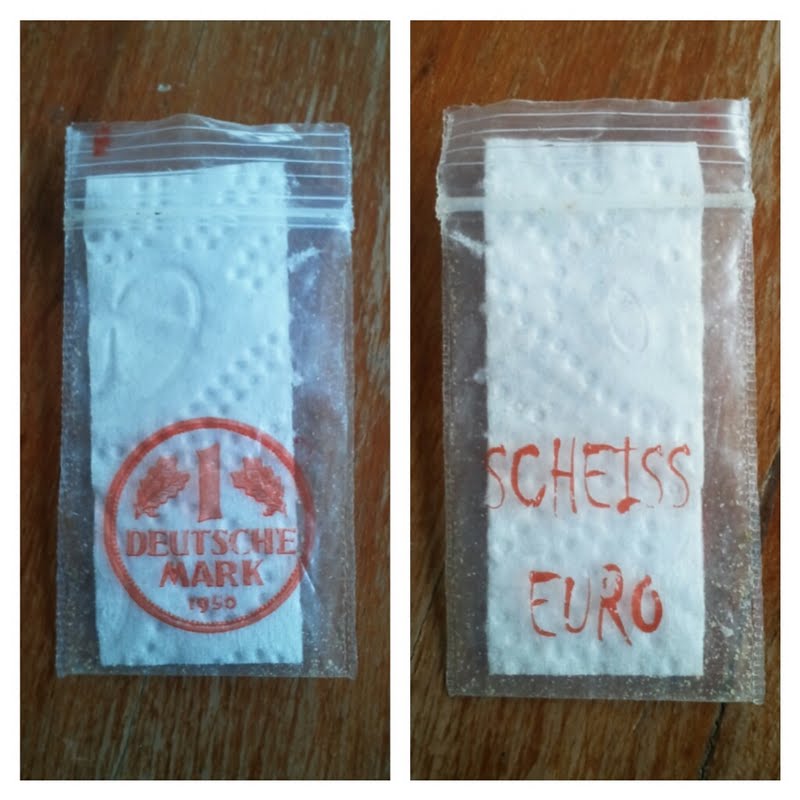 1
DEUTSCHE
MARK
1950
SCHEISS
EURO